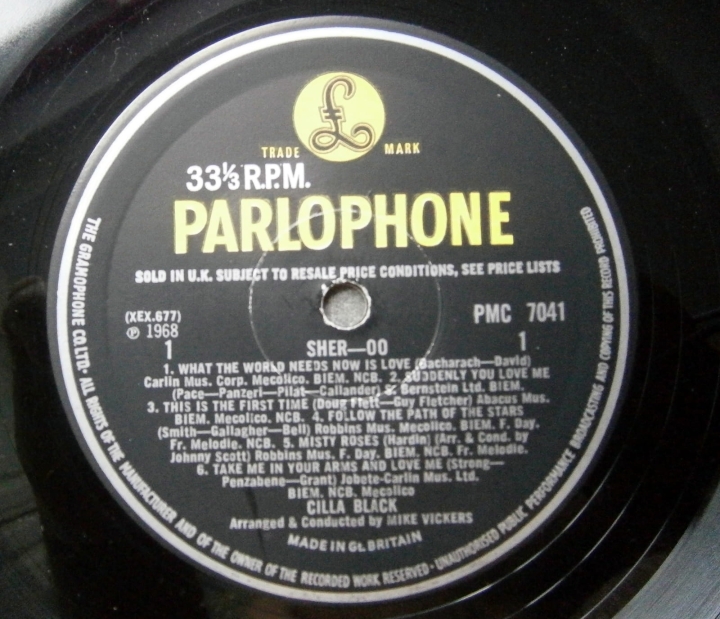 £
TRADE MARK
33⅓ R.P.M.
PARLOPHONE
SOLD IN U.K. SUBJECT TO RESALE PRICE CONDITIONS, SEE PRICE LISTS
(XEX.677) PMC 7041
℗ 1968
1 SHER—OO 1
1. WHAT THE WORLD NEEDS NOW IS LOVE (Bacharach—David)
Carlin Mus. Corp. Mecolico. BIEM. NCB. 2. SUDDENLY YOU LOVE ME
(Pace—Panzeri—Pilat—Callander) & Bernstein Ltd. BIEM.
3. THIS IS THE FIRST TIME (Doug Flett—Guy Fletcher) Abacus Mus.
BIEM. Mecolico. NCB. 4. FOLLOW THE PATH OF THE STARS
(Smith—Gallagher—Bell) Robbins Mus. Mecolico. BIEM. F. Day.
Fr. Melodie. NCB. 5. MISTY ROSES (Hardin) (Arr. & Cond. by
Johnny Scott) Robbins Mus. F. Day. BIEM. NCB. Fr. Melodie.
6. TAKE ME IN YOUR ARMS AND LOVE ME (Strong—
Penzabene—Grant) Jobete-Carlin Mus. Ltd.
BIEM. NCB. Mecolico
CILLA BLACK
Arranged & Conducted by MIKE VICKERS
MADE IN Gt. BRITAIN
THE GRAMOPHONE CO. LTD · ALL RIGHTS OF THE MANUFACTURER AND OF THE OWNER OF THE RECORDED WORK RESERVED · UNAUTHORISED PUBLIC PERFORMANCE BROADCASTING AND COPYING OF THIS RECORD PROHIBITED